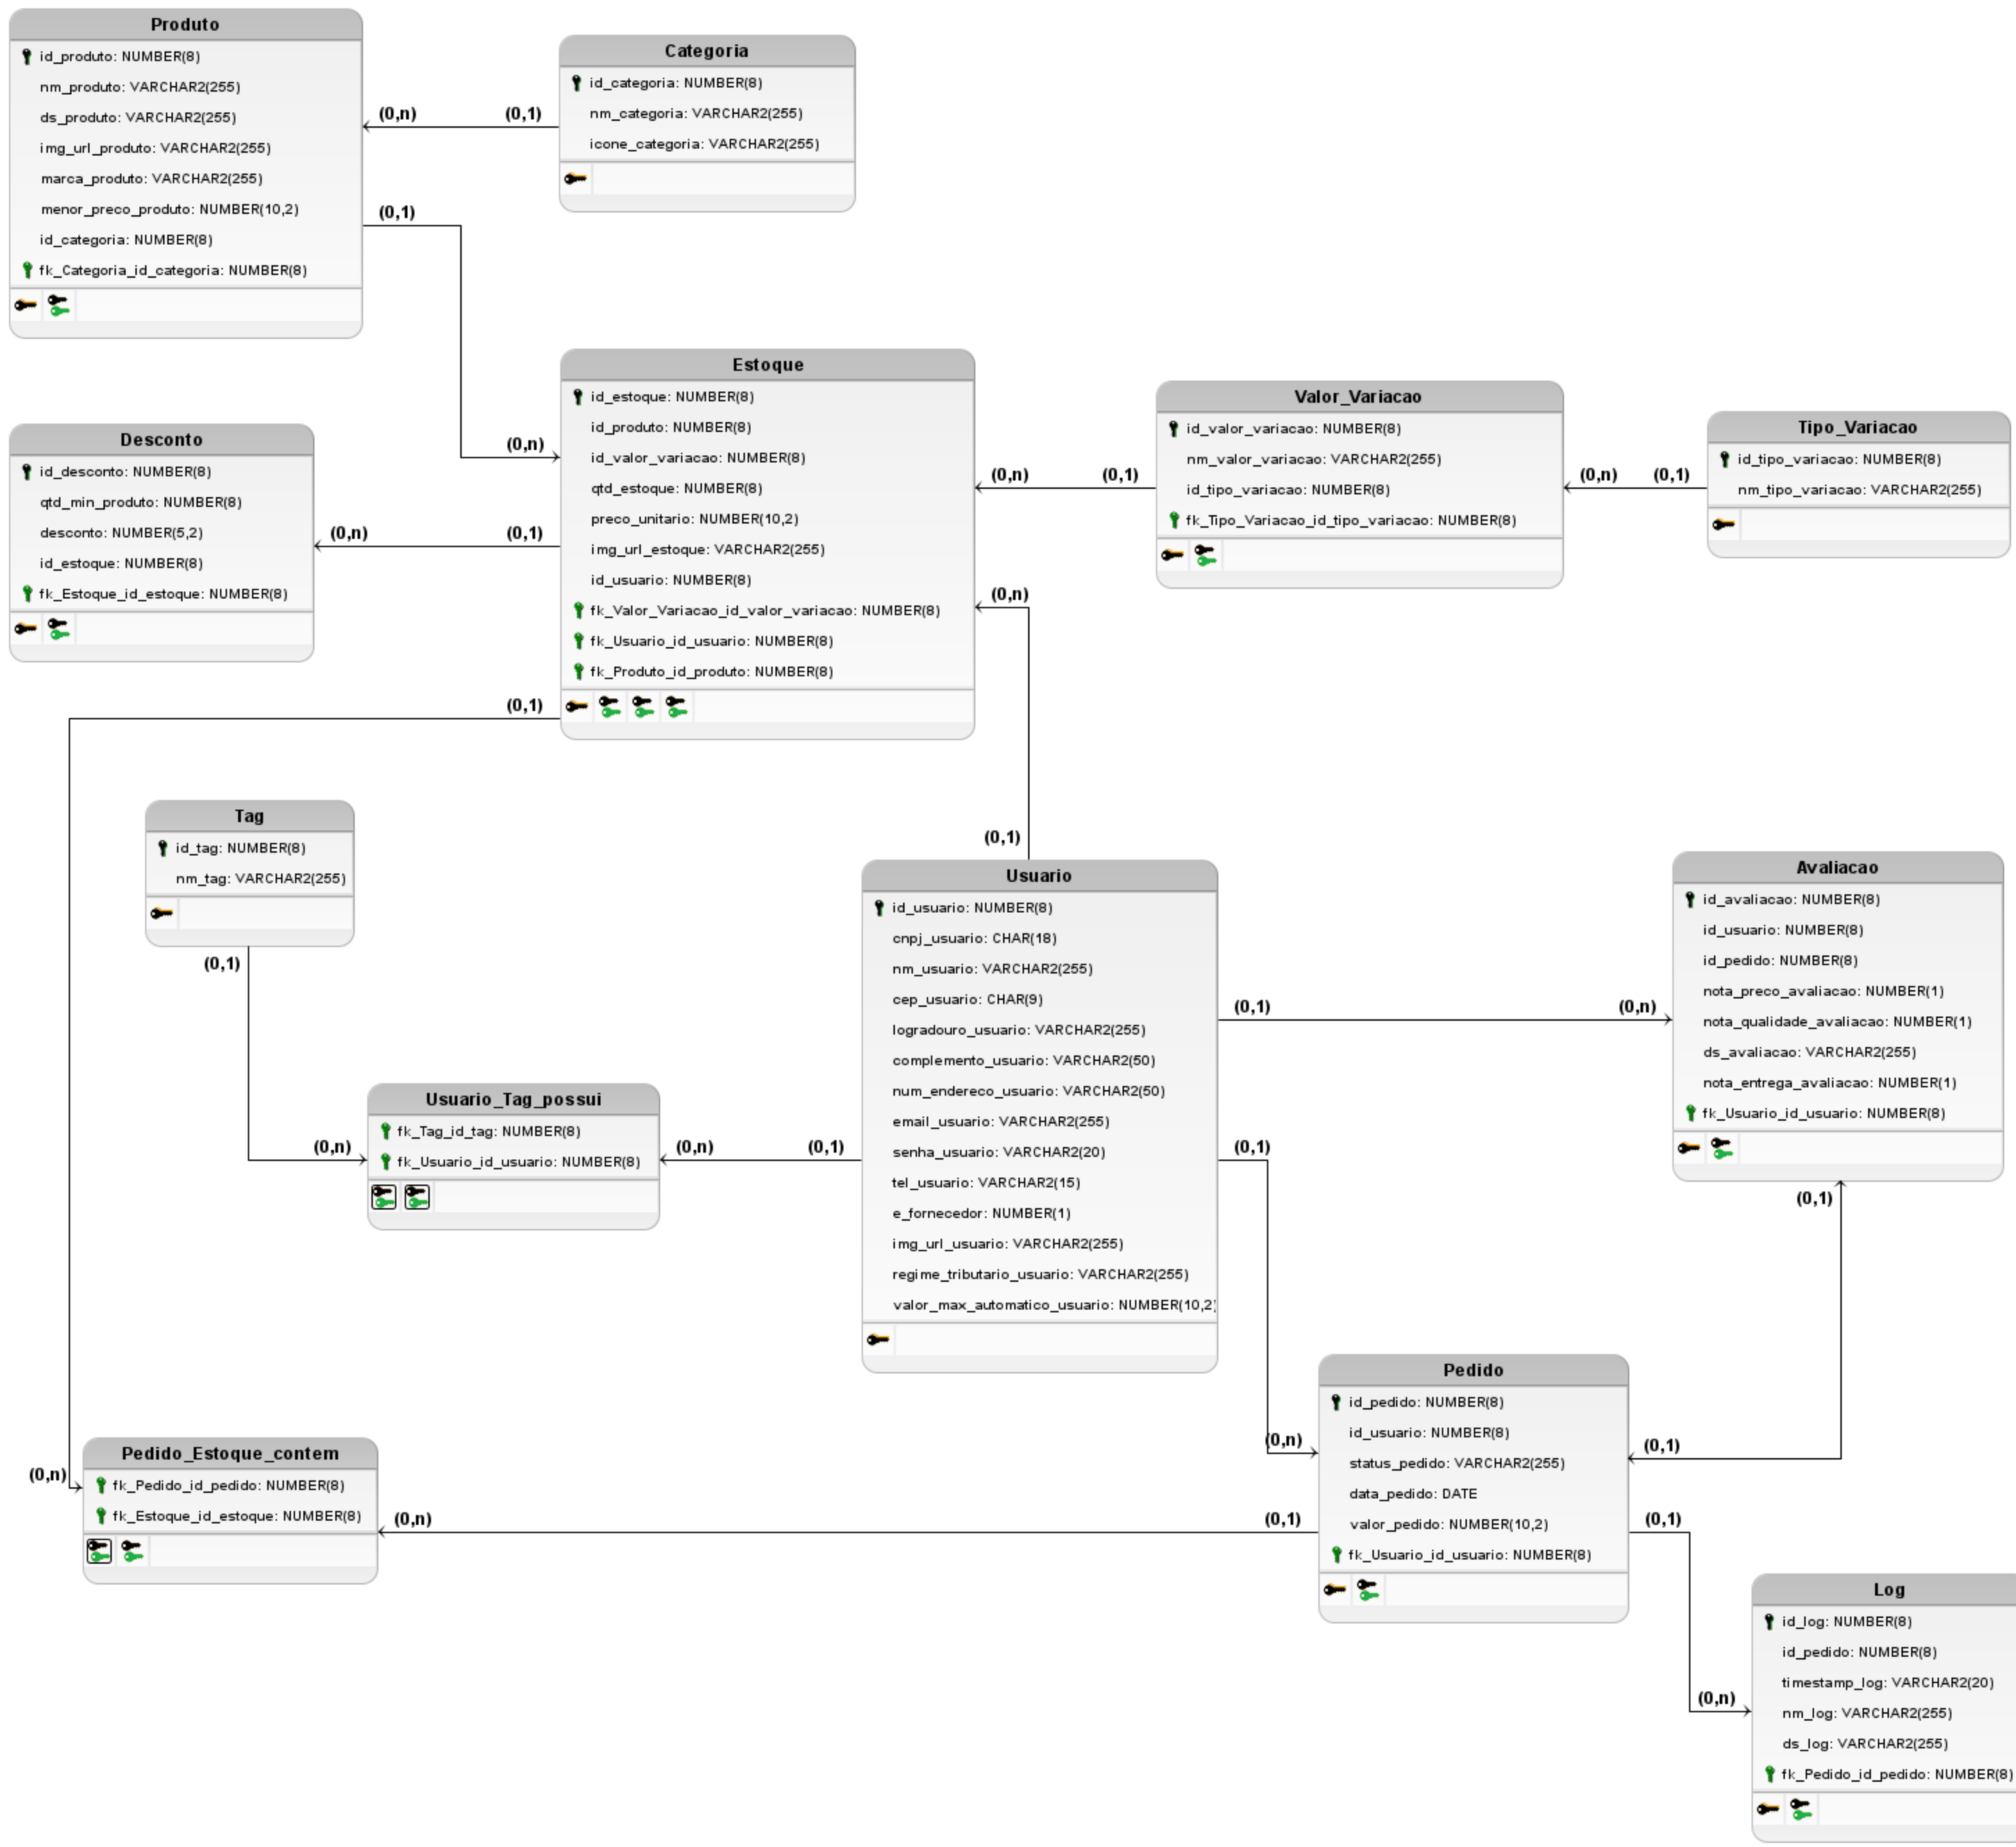 Produto
id_produto: NUMBER(8)
nm_produto: VARCHAR2(255)
ds_produto: VARCHAR2(255)
img_url_produto: VARCHAR2(255)
marca_produto: VARCHAR2(255)
menor_preco_produto: NUMBER(10,2)
id_categoria: NUMBER(8)
fk_Categoria_id_categoria: NUMBER(8)
(0,n)
(0,1)
Categoria
id_categoria: NUMBER(8)
nm_categoria: VARCHAR2(255)
icone_categoria: VARCHAR2(255)
(0,1)
(0,n)
Estoque
id_estoque: NUMBER(8)
id_produto: NUMBER(8)
id_valor_variacao: NUMBER(8)
qtd_estoque: NUMBER(8)
preco_unitario: NUMBER(10,2)
img_url_estoque: VARCHAR2(255)
id_usuario: NUMBER(8)
fk_Valor_Variacao_id_valor_variacao: NUMBER(8)
fk_Usuario_id_usuario: NUMBER(8)
fk_Produto_id_produto: NUMBER(8)
(0,n)
(0,1)
Valor_Variacao
id_valor_variacao: NUMBER(8)
nm_valor_variacao: VARCHAR2(255)
id_tipo_variacao: NUMBER(8)
fk_Tipo_Variacao_id_tipo_variacao: NUMBER(8)
(0,n)
(0,1)
Tipo_Variacao
id_tipo_variacao: NUMBER(8)
nm_tipo_variacao: VARCHAR2(255)
Desconto
id_desconto: NUMBER(8)
qtd_min_produto: NUMBER(8)
desconto: NUMBER(5,2)
id_estoque: NUMBER(8)
fk_Estoque_id_estoque: NUMBER(8)
(0,n)
(0,1)
(0,n)
(0,1)
(0,1)
Tag
id_tag: NUMBER(8)
nm_tag: VARCHAR2(255)
(0,1)
(0,n)
Usuario_Tag_possui
fk_Tag_id_tag: NUMBER(8)
fk_Usuario_id_usuario: NUMBER(8)
(0,n)
(0,1)
Usuario
id_usuario: NUMBER(8)
cnpj_usuario: CHAR(18)
nm_usuario: VARCHAR2(255)
cep_usuario: CHAR(9)
logradouro_usuario: VARCHAR2(255)
complemento_usuario: VARCHAR2(50)
num_endereco_usuario: VARCHAR2(50)
email_usuario: VARCHAR2(255)
senha_usuario: VARCHAR2(20)
tel_usuario: VARCHAR2(15)
e_fornecedor: NUMBER(1)
img_url_usuario: VARCHAR2(255)
regime_tributario_usuario: VARCHAR2(255)
valor_max_automatico_usuario: NUMBER(10,2)
(0,1)
(0,n)
Avaliacao
id_avaliacao: NUMBER(8)
id_usuario: NUMBER(8)
id_pedido: NUMBER(8)
nota_preco_avaliacao: NUMBER(1)
nota_qualidade_avaliacao: NUMBER(1)
ds_avaliacao: VARCHAR2(255)
nota_entrega_avaliacao: NUMBER(1)
fk_Usuario_id_usuario: NUMBER(8)
(0,1)
(0,1)
(0,n)
Pedido
id_pedido: NUMBER(8)
id_usuario: NUMBER(8)
status_pedido: VARCHAR2(255)
data_pedido: DATE
valor_pedido: NUMBER(10,2)
fk_Usuario_id_usuario: NUMBER(8)
(0,1)
(0,n)
Pedido_Estoque_contem
fk_Pedido_id_pedido: NUMBER(8)
fk_Estoque_id_estoque: NUMBER(8)
(0,n)
(0,1)
(0,1)
(0,n)
Log
id_log: NUMBER(8)
id_pedido: NUMBER(8)
timestamp_log: VARCHAR2(20)
nm_log: VARCHAR2(255)
ds_log: VARCHAR2(255)
fk_Pedido_id_pedido: NUMBER(8)